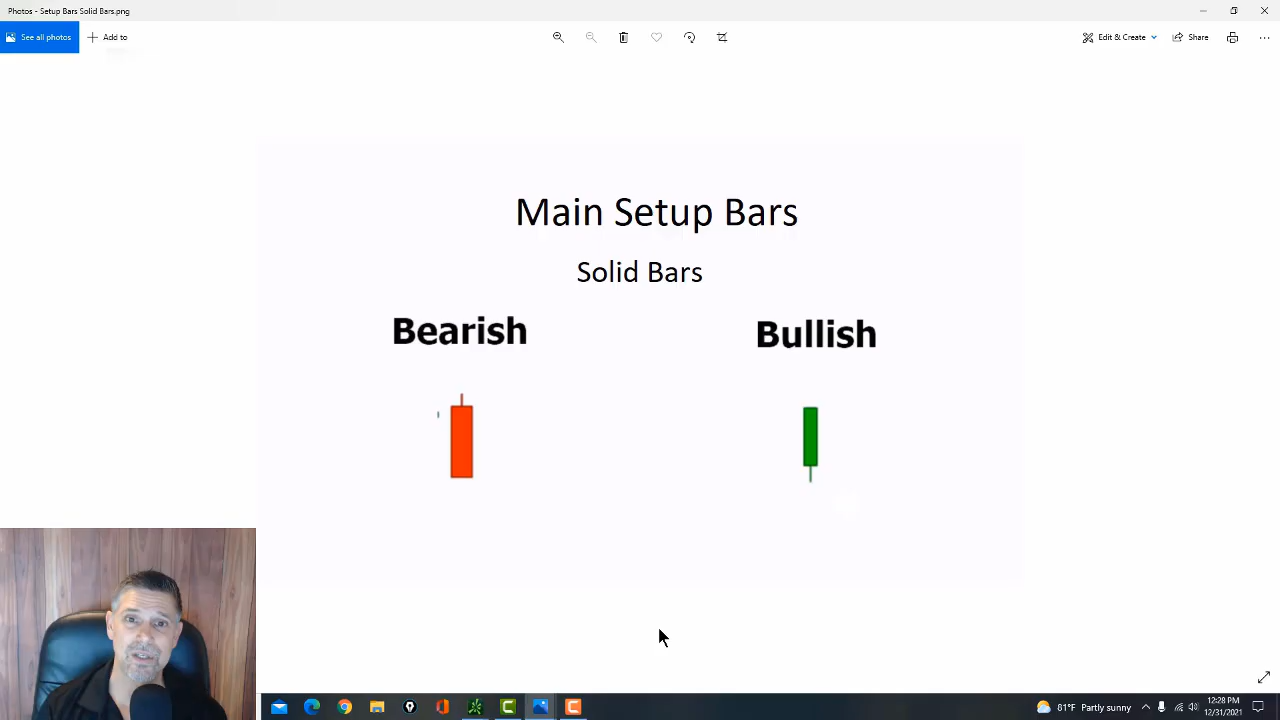 Photos - Setup Bars Solid Bars.png
See all photos
Add to
Edit & Create
Share
Main Setup Bars
Solid Bars
Bearish
Bullish
81°F Partly sunny
12:28 PM
12/31/2021